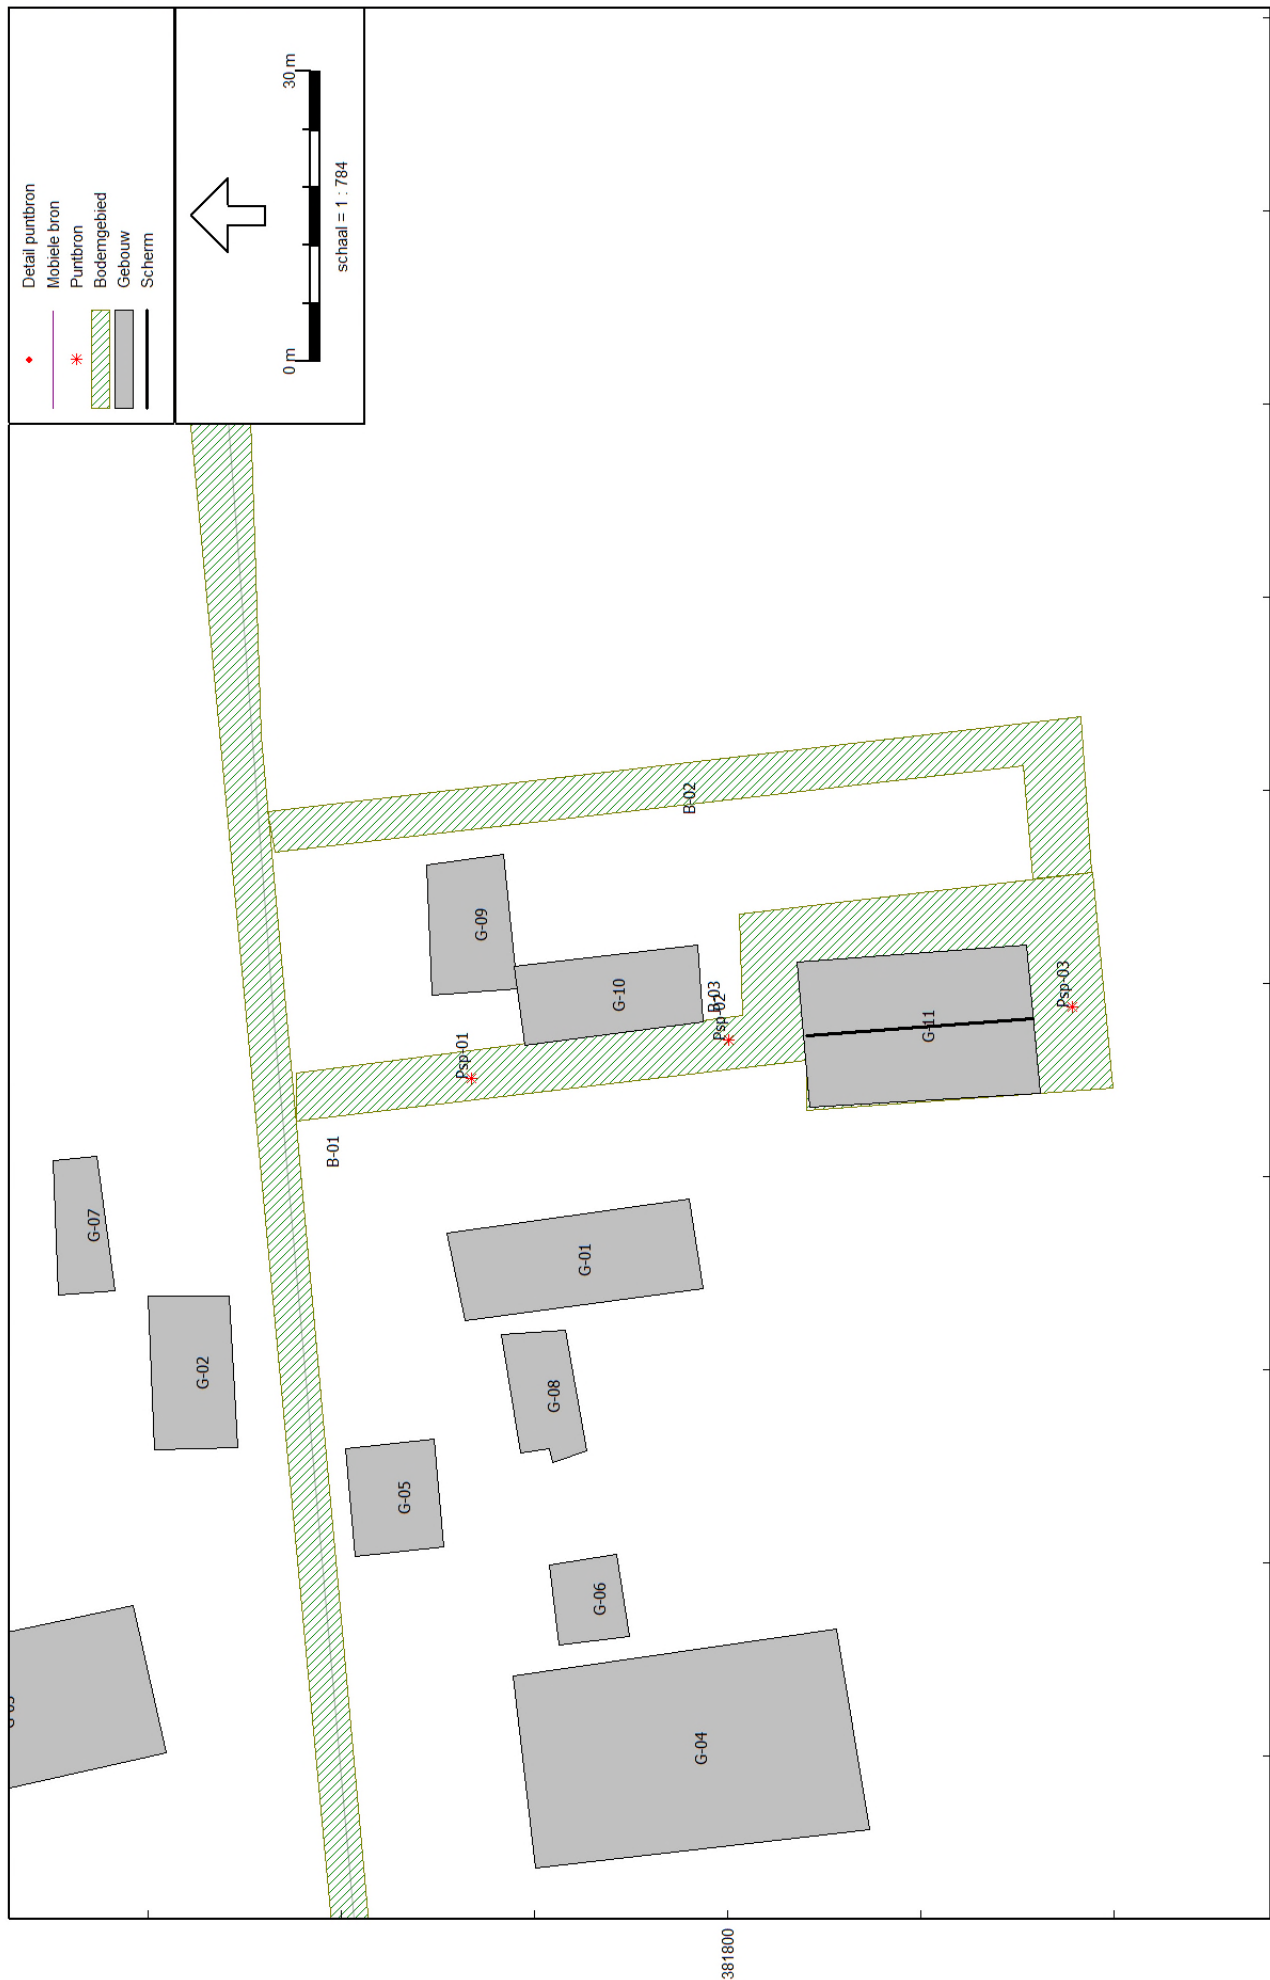 Detail puntbron
Mobiele bron
Puntbron
Bodemgebied
Gebouw
Scherm
0 m
30 m
schaal = 1 : 784
G-07
G-02
B-01
G-05
G-08
G-01
G-06
G-04
G-09
G-10
Psp-01
B-02
B-03
Psp-02
G-11
Psp-03
381800